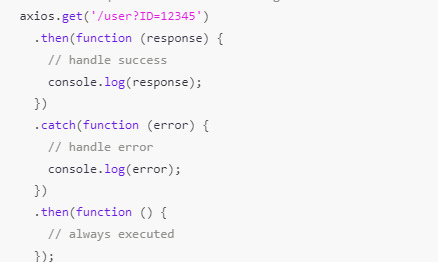 axios.get('/user?ID=12345')
  .then(function (response) {
    // handle success
    console.log(response);
  })
  .catch(function (error) {
    // handle error
    console.log(error);
  })
  .then(function () {
    // always executed
  });